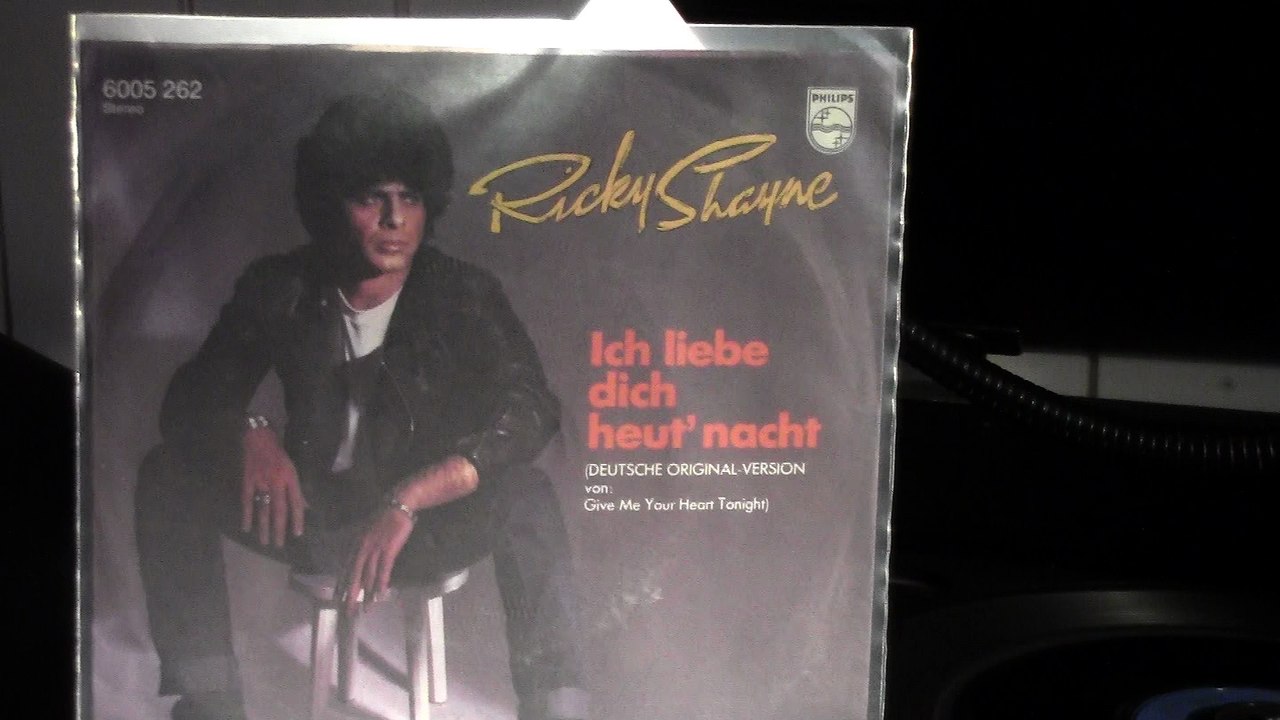 6005 262
Stereo
PHILIPS
Ricky Shayne
Ich liebe
dich
heut' nacht
(DEUTSCHE ORIGINAL-VERSION
von:
Give Me Your Heart Tonight)